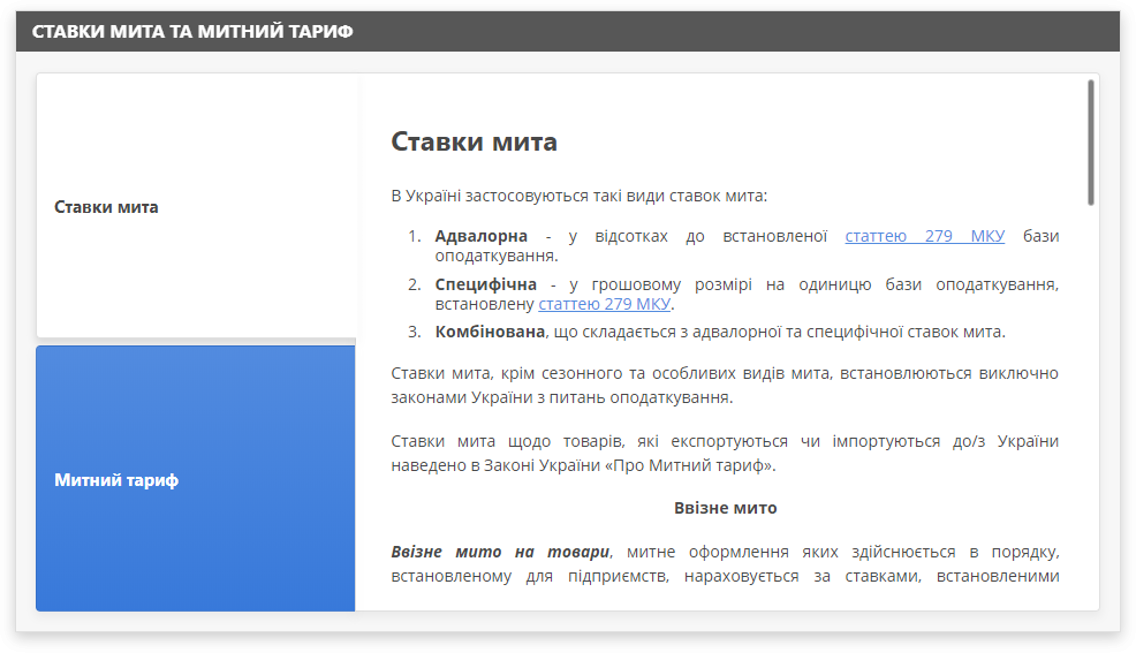 СТАВКИ МИТА ТА МИТНИЙ ТАРИФ
Ставки мита
Митний тариф
Ставки мита
В Україні застосовуються такі види ставок мита:
1. Адвалорна - у відсотках до встановленої статтею 279 МКУ бази
оподаткування.
2. Специфічна - у грошовому розмірі на одиницю бази оподаткування,
встановлену статтею 279 МКУ.
3. Комбінована, що складається з адвалорної та специфічної ставок мита.
Ставки мита, крім сезонного та особливих видів мита, встановлюються виключно
законами України з питань оподаткування.
Ставки мита щодо товарів, які експортуються чи імпортуються до/з України
наведено в Законі України «Про Митний тариф».
Ввізне мито
Ввізне мито на товари, митне оформлення яких здійснюється в порядку,
встановленому для підприємств, нараховується за ставками, встановленими